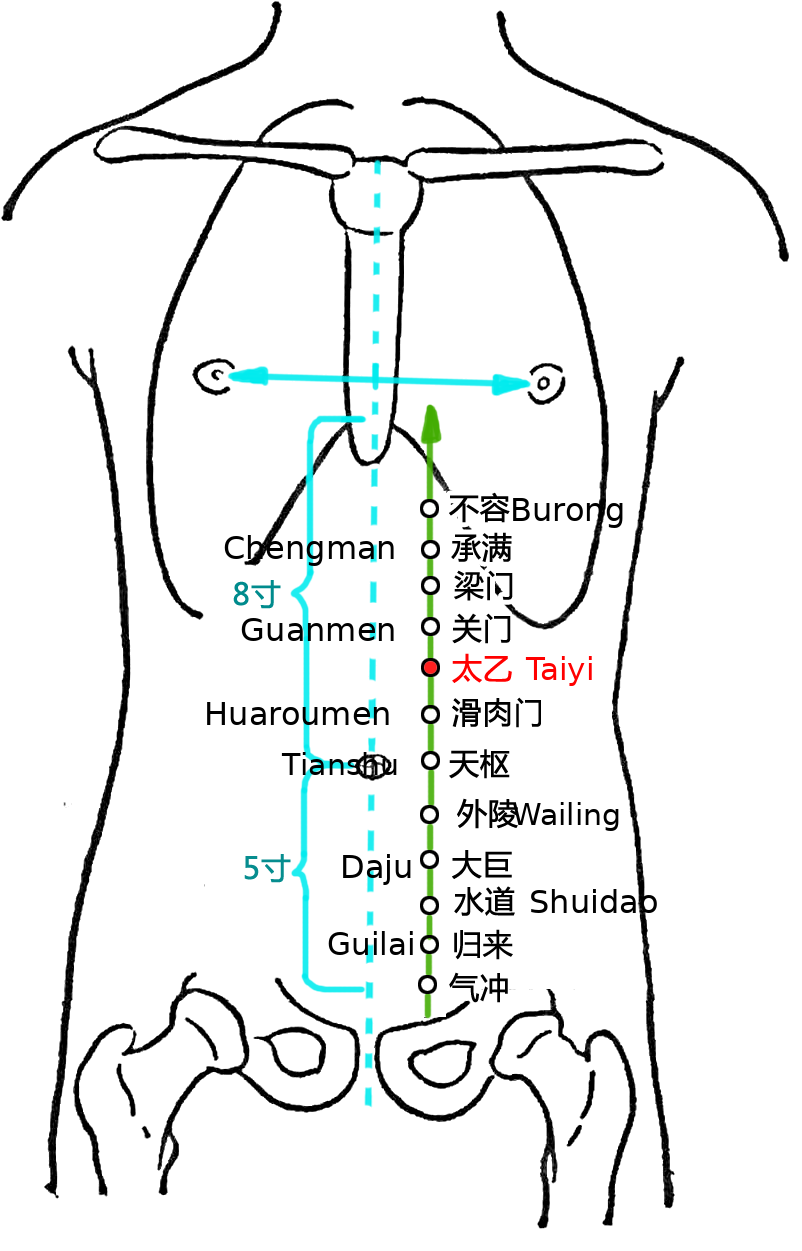 不容Burong
Chengman 承满
8寸 梁门
Guanmen 关门
太乙 Taiyi
Huaroumen 滑肉门
Tianshu 天枢
外陵Wailing
5寸 Daju 大巨
水道 Shuidao
Guilai 归来
气冲